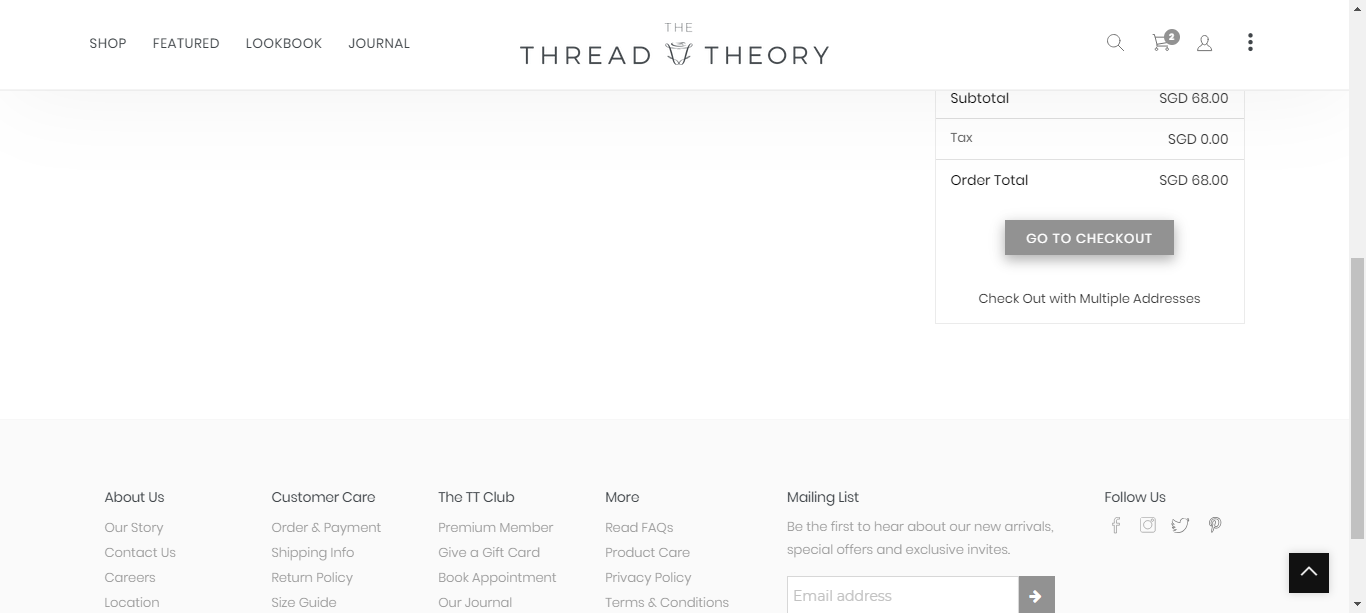 SHOP FEATURED LOOKBOOK JOURNAL
THE
THREAD THEORY
2
Subtotal SGD 68.00
Tax SGD 0.00
Order Total SGD 68.00
GO TO CHECKOUT
Check Out with Multiple Addresses
About Us
Our Story
Contact Us
Careers
Location
Customer Care
Order & Payment
Shipping Info
Return Policy
Size Guide
The TT Club
Premium Member
Give a Gift Card
Book Appointment
Our Journal
More
Read FAQs
Product Care
Privacy Policy
Terms & Conditions
Mailing List
Be the first to hear about our new arrivals,
special offers and exclusive invites.
Email address
Follow Us